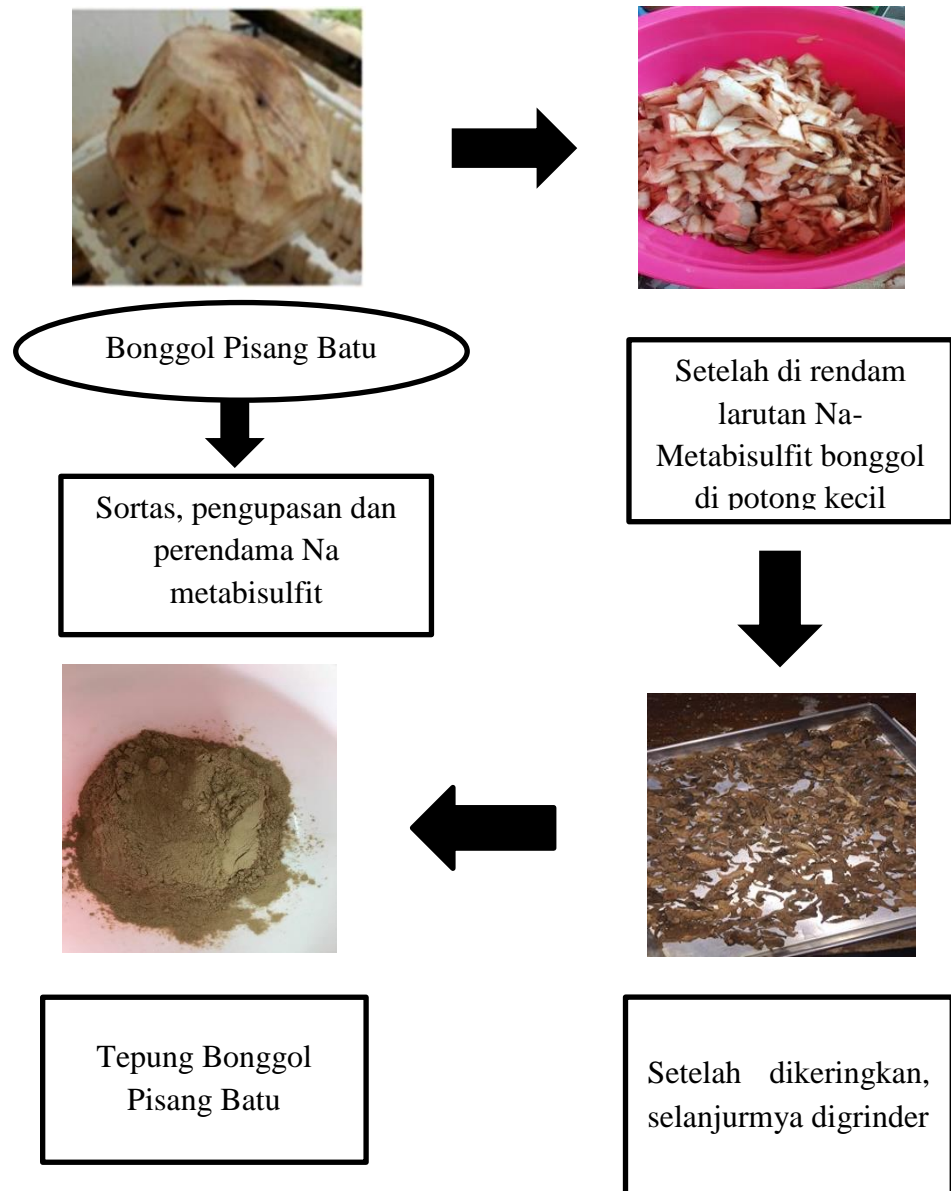 Bonggol Pisang Batu
Sortas, pengupasan dan
perendama Na
metabisulfit
Setelah di rendam
larutan Na-
Metabisulfit bonggol
di potong kecil
Setelah dikeringkan,
selanjurmya digrinder
Tepung Bonggol
Pisang Batu